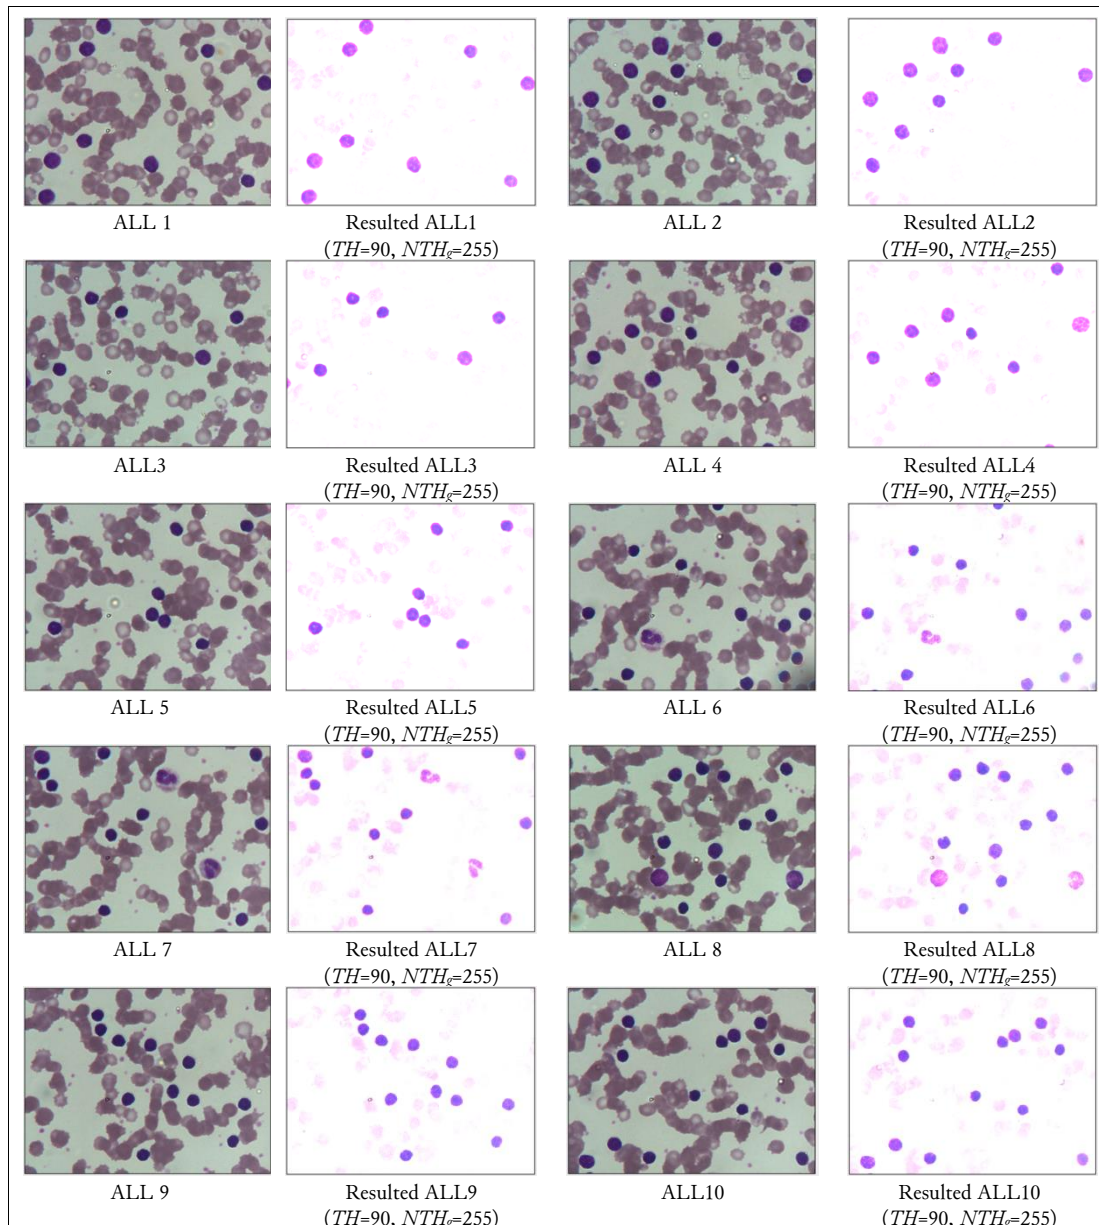 ALL 1
Resulted ALL1
(TH=90, NTHg=255)
ALL 2
Resulted ALL2
(TH=90, NTHg=255)
ALL3
Resulted ALL3
(TH=90, NTHg=255)
ALL 4
Resulted ALL4
(TH=90, NTHg=255)
ALL 5
Resulted ALL5
(TH=90, NTHg=255)
ALL 6
Resulted ALL6
(TH=90, NTHg=255)
ALL 7
Resulted ALL7
(TH=90, NTHg=255)
ALL 8
Resulted ALL8
(TH=90, NTHg=255)
ALL 9
Resulted ALL9
(TH=90, NTHg=255)
ALL10
Resulted ALL10
(TH=90, NTHg=255)